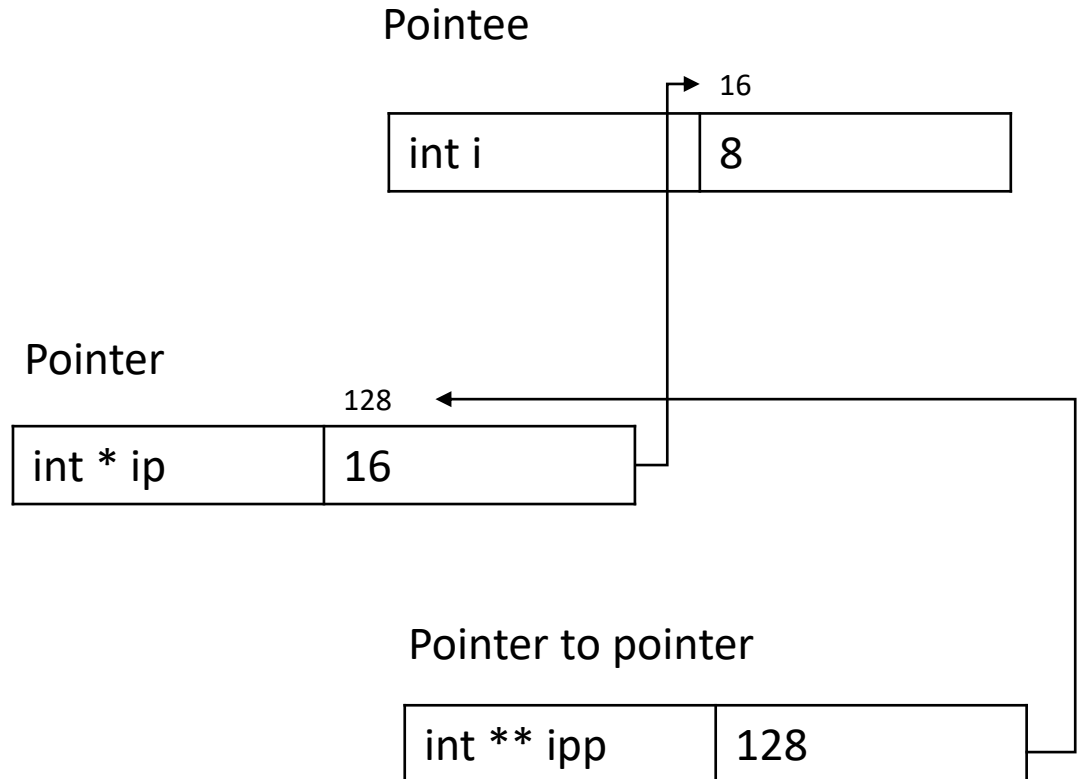 Pointee
16
int i 8
Pointer
128
int * ip 16
Pointer to pointer
int ** ipp 128